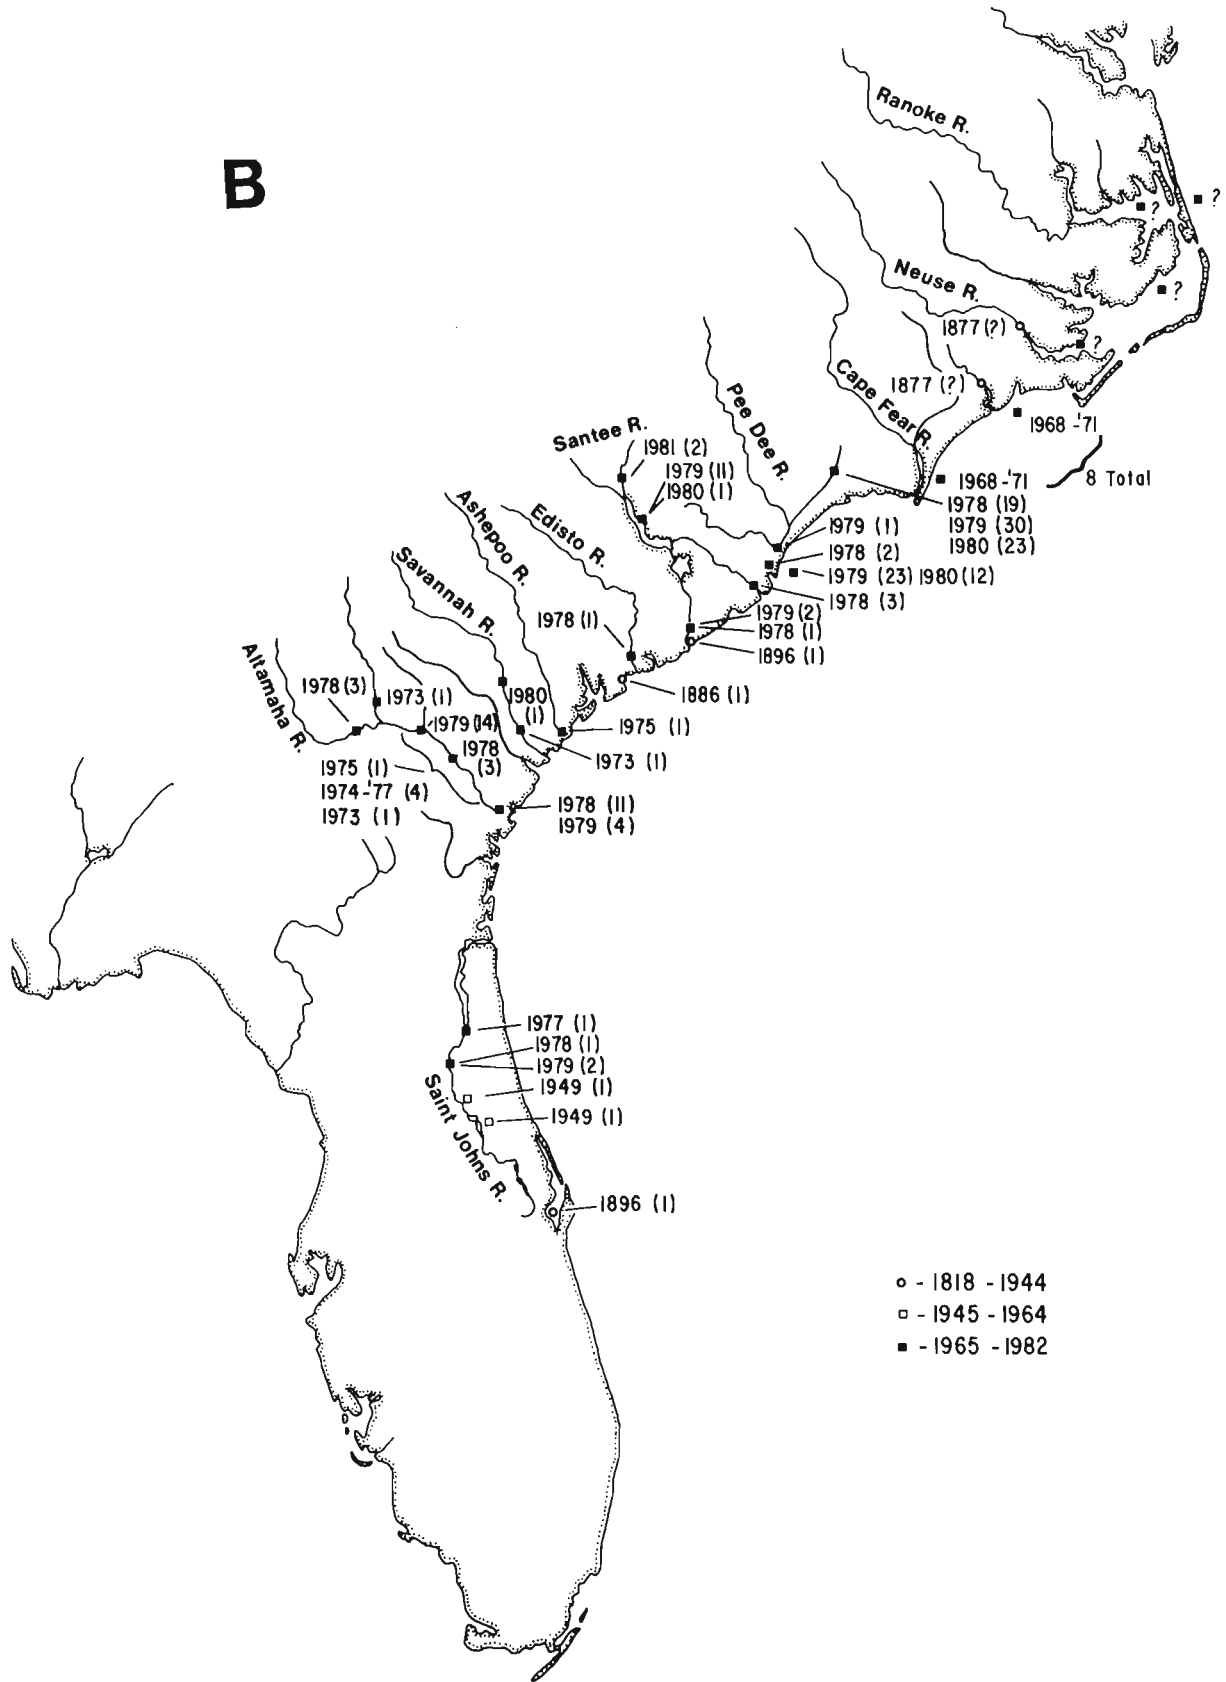 B
Ranoke R.
?
?
?
Neuse R.
1877 (?)
?
1877 (?)
Cape Fear R.
1968 -'71
Pee Dee R.
Santee R.
1981 (2)
1979 (11)
1980 (1)
1968 -'71
8 Total
1978 (19)
1979 (30)
1980 (23)
Ashepoo R.
Edisto R.
1979 (1)
1978 (2)
1979 (23) 1980 (12)
1978 (3)
Savannah R.
1978 (1)
1979 (2)
1978 (1)
1896 (1)
Altamaha R.
1978 (3)
1973 (1)
1980
(1)
1886 (1)
1979 (14)
1975 (1)
1978
(3)
1973 (1)
1975 (1)
1974-'77 (4)
1973 (1)
1978 (11)
1979 (4)
1977 (1)
1978 (1)
1979 (2)
1949 (1)
1949 (1)
Saint Johns R.
1896 (1)
- 1818 - 1944
- 1945 - 1964
- 1965 - 1982